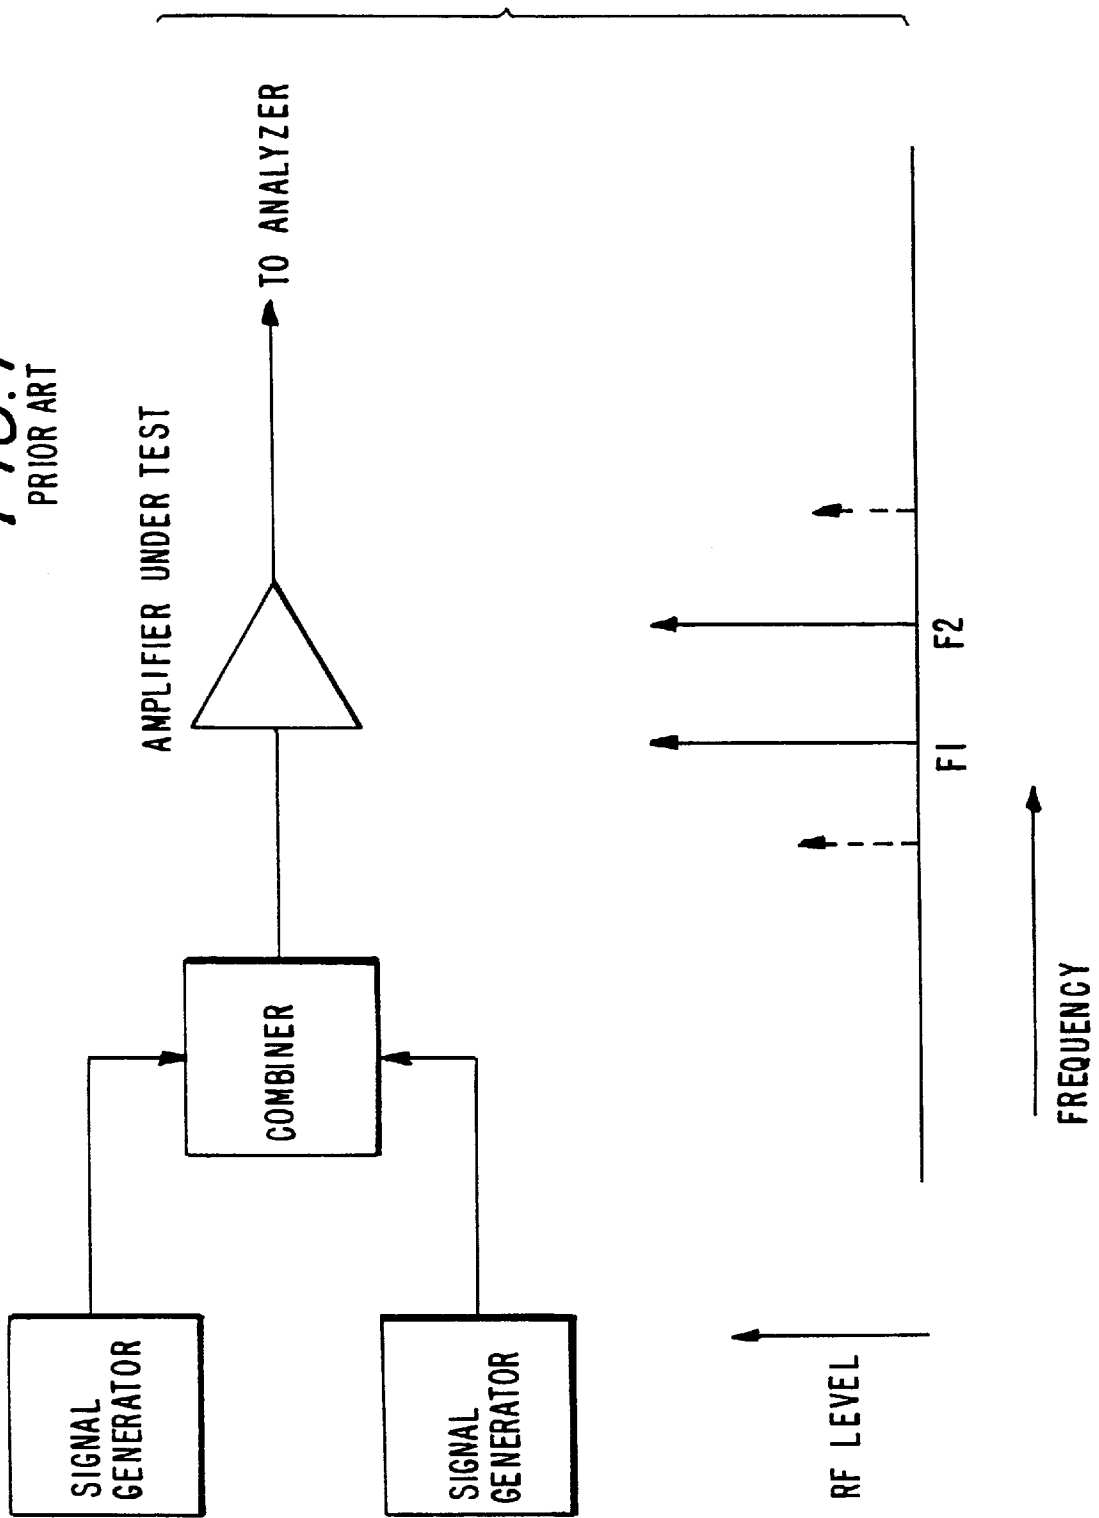 PRIOR ART
SIGNAL
GENERATOR
SIGNAL
GENERATOR
COMBINER
AMPLIFIER UNDER TEST
TO ANALYZER
RF LEVEL
F1
F2
FREQUENCY